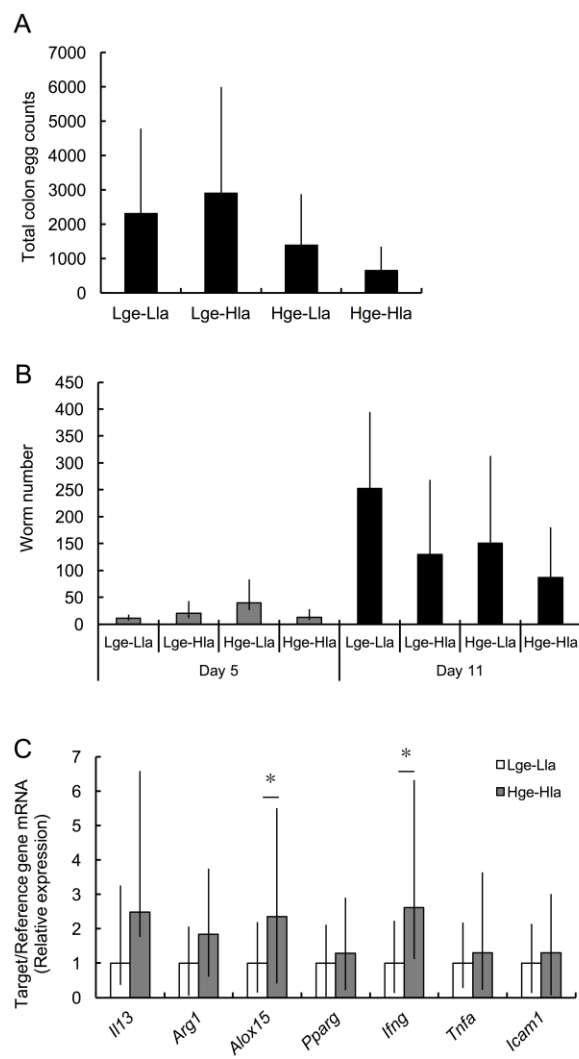 A
Total colon egg counts
7000
6000
5000
4000
3000
2000
1000
0
Lge-Lla Lge-Hla Hge-Lla Hge-Hla
B
Worm number
450
400
350
300
250
200
150
100
50
0
Lge-Lla Lge-Hla Hge-Lla Hge-Hla Lge-Lla Lge-Hla Hge-Lla Hge-Hla
Day 5 Day 11
C
Target/Reference gene mRNA
(Relative expression)
7
6
5
4
3
2
1
0
* *
Lge-Lla
Hge-Hla
Il13 Arg1 Alox15 Pparg Ifng Tnfa Icam1